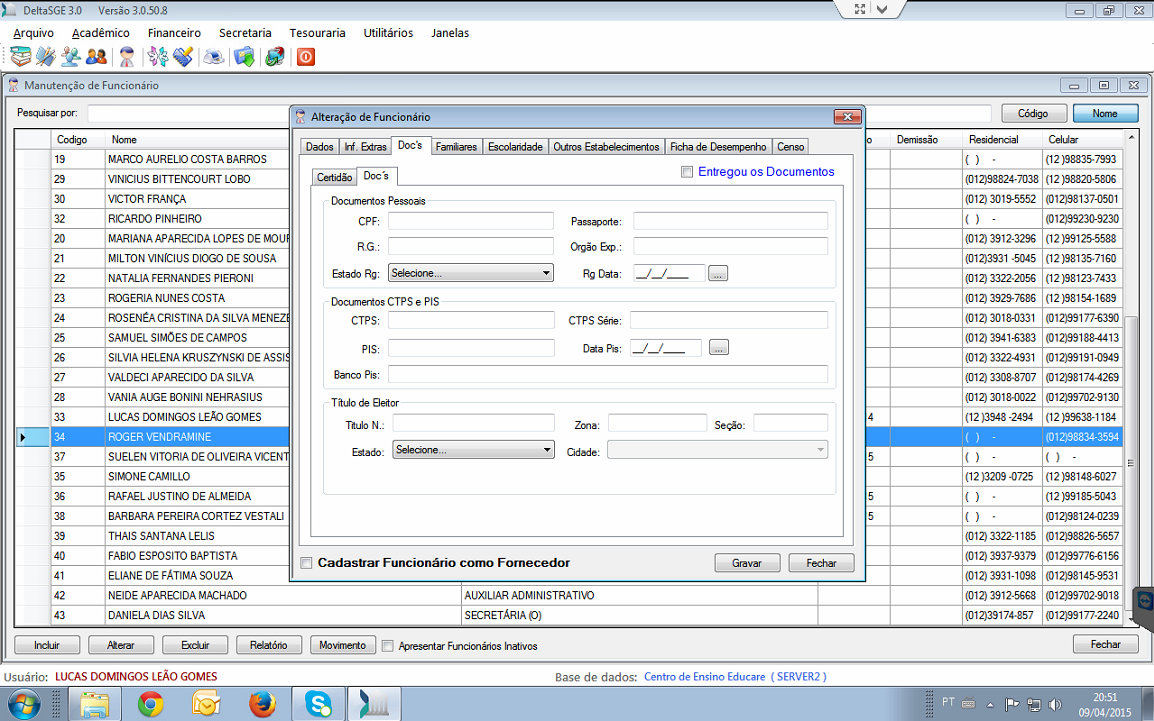 DeltaSGE 3.0 Versão 3.0.50.8
Arquivo Acadêmico Financeiro Secretaria Tesouraria Utilitários Janelas
Manutenção de Funcionário
Pesquisar por: Código Nome
Codigo Nome Demissão Residencial Celular
19 MARCO AURELIO COSTA BARROS ( ) - (12 )98835-7993
29 VINICIUS BITTENCOURT LOBO (012)98824-7038 (12 )98820-5806
30 VICTOR FRANÇA (012) 3019-5552 (012)98137-0501
32 RICARDO PINHEIRO ( ) - (012)99230-9230
20 MARIANA APARECIDA LOPES DE MOUR (012) 3912-3296 (12 )99125-5588
21 MILTON VINÍCIUS DIOGO DE SOUSA (012)3931 -5045 (12 )98135-7160
22 NATALIA FERNANDES PIERONI (012) 3322-2056 (12 )98123-7433
23 ROGERIA NUNES COSTA (012) 3929-7686 (12 )98154-1689
24 ROSENÉA CRISTINA DA SILVA MENEZE (012) 3018-0331 (012)99177-6390
25 SAMUEL SIMÕES DE CAMPOS (012) 3941-6383 (012)99188-4413
26 SILVIA HELENA KRUSZYNSKI DE ASSIS (012) 3322-4931 (012)99191-0949
27 VALDECI APARECIDO DA SILVA (012) 3308-8707 (012)98174-4269
28 VANIA AUGE BONINI NEHRASIUS (012) 3018-0022 (012)99702-9130
33 LUCAS DOMINGOS LEÃO GOMES 4 (12 )3948 -2494 (12 )99638-1184
34 ROGER VENDRAMINE ( ) - (012)98834-3594
37 SUELEN VITORIA DE OLIVEIRA VICENT 5 ( ) - ( ) -
35 SIMONE CAMILLO (12 )3209 -0725 (12 )98148-6027
36 RAFAEL JUSTINO DE ALMEIDA 5 ( ) - (12 )99185-5043
38 BARBARA PEREIRA CORTEZ VESTALI 5 ( ) - (012)98124-0239
39 THAIS SANTANA LELIS (012) 3322-1185 (012)98826-5657
40 FABIO ESPOSITO BAPTISTA (012) 3937-9379 (012)99776-6156
41 ELIANE DE FÁTIMA SOUZA (012) 3931-1098 (012)98145-9531
42 NEIDE APARECIDA MACHADO AUXILIAR ADMINISTRATIVO (012) 3912-5668 (012)99702-9018
43 DANIELA DIAS SILVA SECRETÁRIA (O) (012)39174-857 (012)99177-2240
Alteração de Funcionário
Dados Inf. Extras Doc's Familiares Escolaridade Outros Estabelecimentos Ficha de Desempenho Censo
Certidão Doc´s Entregou os Documentos
Documentos Pessoais
CPF: Passaporte:
R.G.: Orgão Exp.:
Estado Rg: Selecione... Rg Data: __/__/____ ...
Documentos CTPS e PIS
CTPS: CTPS Série:
PIS: Data Pis: __/__/____ ...
Banco Pis:
Título de Eleitor
Titulo N.: Zona: Seção:
Estado: Selecione... Cidade:
Cadastrar Funcionário como Fornecedor Gravar Fechar
Incluir Alterar Excluir Relatório Movimento Apresentar Funcionários Inativos Fechar
Usuário: LUCAS DOMINGOS LEÃO GOMES Base de dados: Centro de Ensino Educare ( SERVER2 )
PT 20:51
09/04/2015